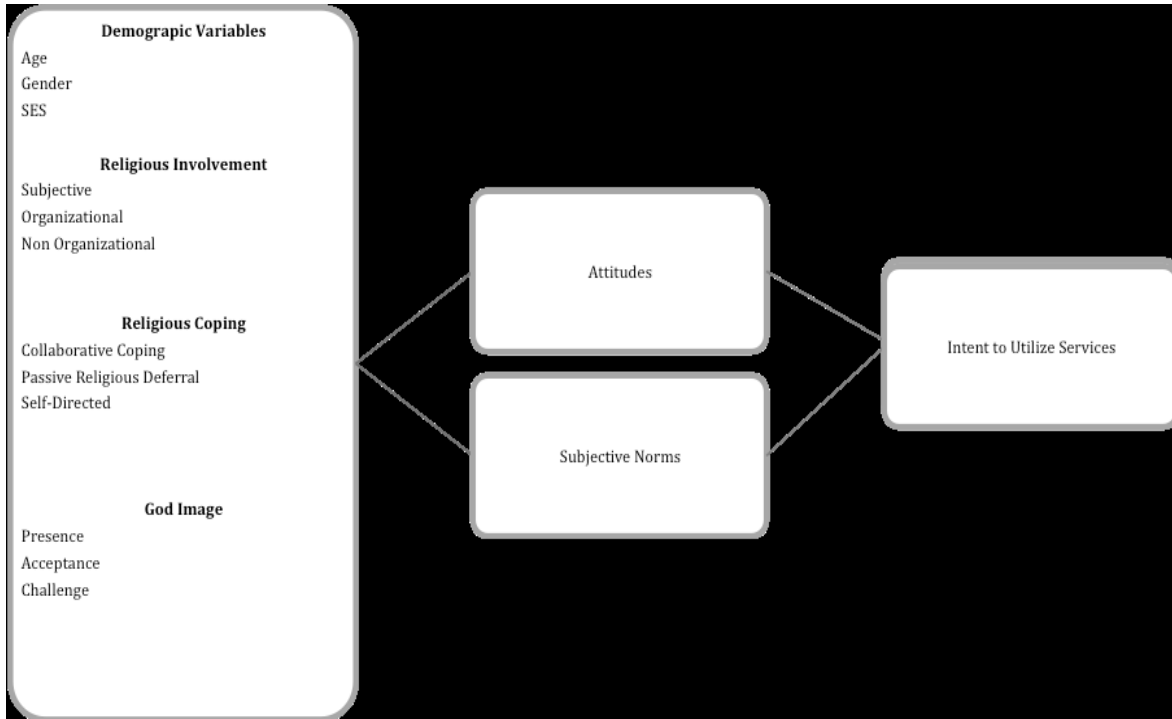 Demograpic Variables
Age
Gender
SES
Religious Involvement
Subjective
Organizational
Non Organizational
Religious Coping
Collaborative Coping
Passive Religious Deferral
Self-Directed
God Image
Presence
Acceptance
Challenge
Attitudes
Subjective Norms
Intent to Utilize Services